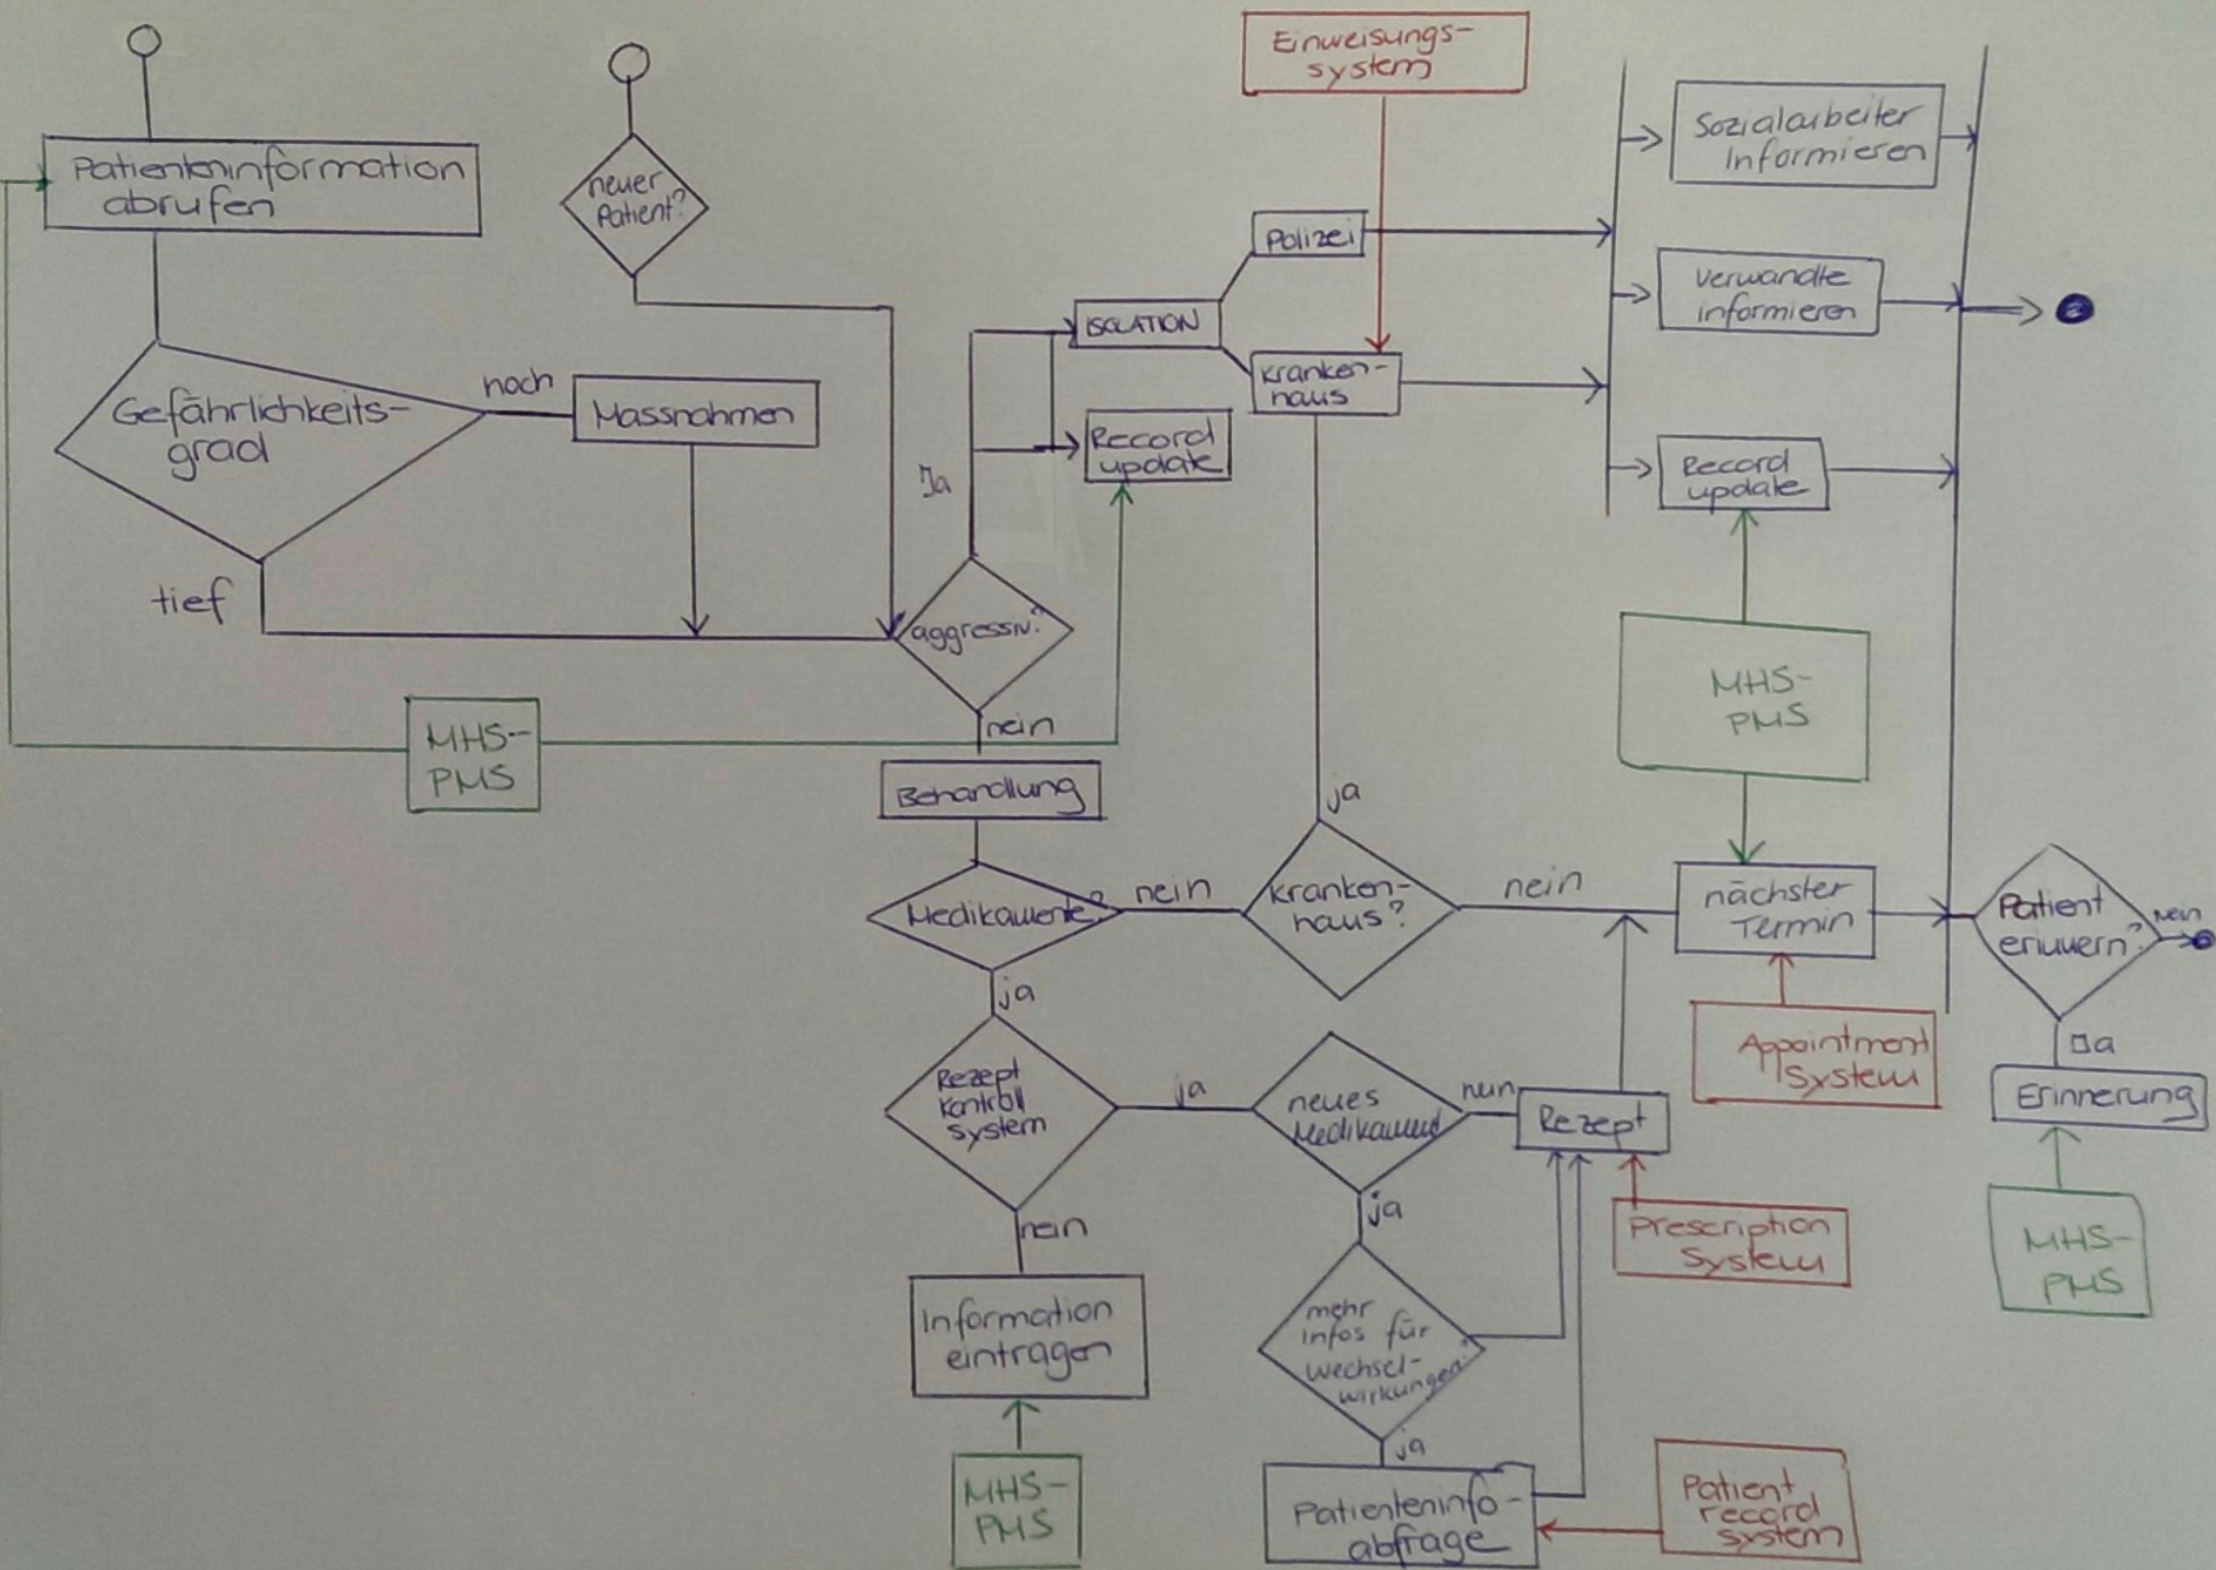 Einweisungs-
system
Patienteninformation
abrufen
neuer
Patient?
Sozialarbeiter
Informieren
Polizei
ISOLATION
Verwandte
informieren
Gefährlichkeits-
grad
hoch
Massnahmen
Kranken-
haus
Record
update
Ja
Record
update
tief
aggressiv?
nein
MHS-
PMS
MHS-
PMS
Behandlung
ja
Medikamente?
nein
Kranken-
haus?
nein
nächster
Termin
Patient
erinnern?
Nein
ja
Appointment
System
Ja
Erinnerung
Rezept
Kontroll
system
ja
neues
Medikament
nein
Rezept
ja
nein
Prescription
System
MHS-
PMS
Information
eintragen
mehr
infos für
Wechsel-
wirkungen?
ja
MHS-
PMS
Patienteninfo-
abfrage
Patient
record
system